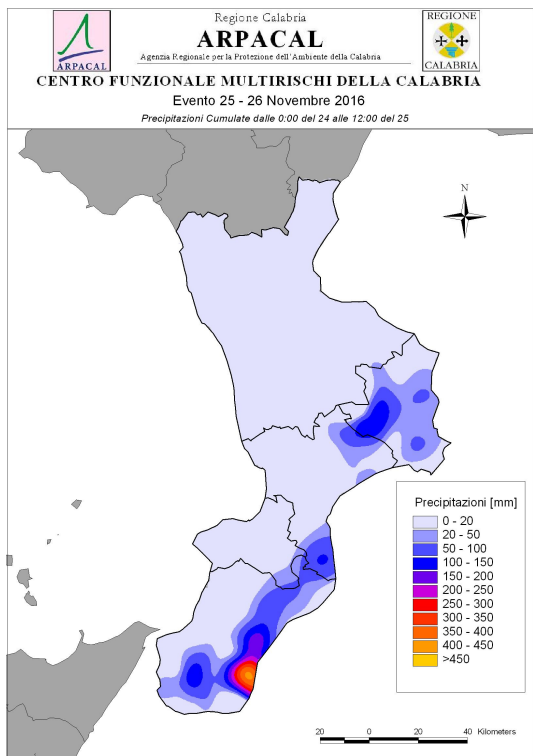 Regione Calabria
ARPACAL
Agenzia Regionale per la Protezione dell'Ambiente della Calabria
ARPACAL
REGIONE
CALABRIA
CENTRO FUNZIONALE MULTIRISCHI DELLA CALABRIA
Evento 25 - 26 Novembre 2016
Precipitazioni Cumulate dalle 0:00 del 24 alle 12:00 del 25
N
Precipitazioni [mm]
0 - 20
20 - 50
50 - 100
100 - 150
150 - 200
200 - 250
250 - 300
300 - 350
350 - 400
400 - 450
>450
20 0 20 40 Kilometers